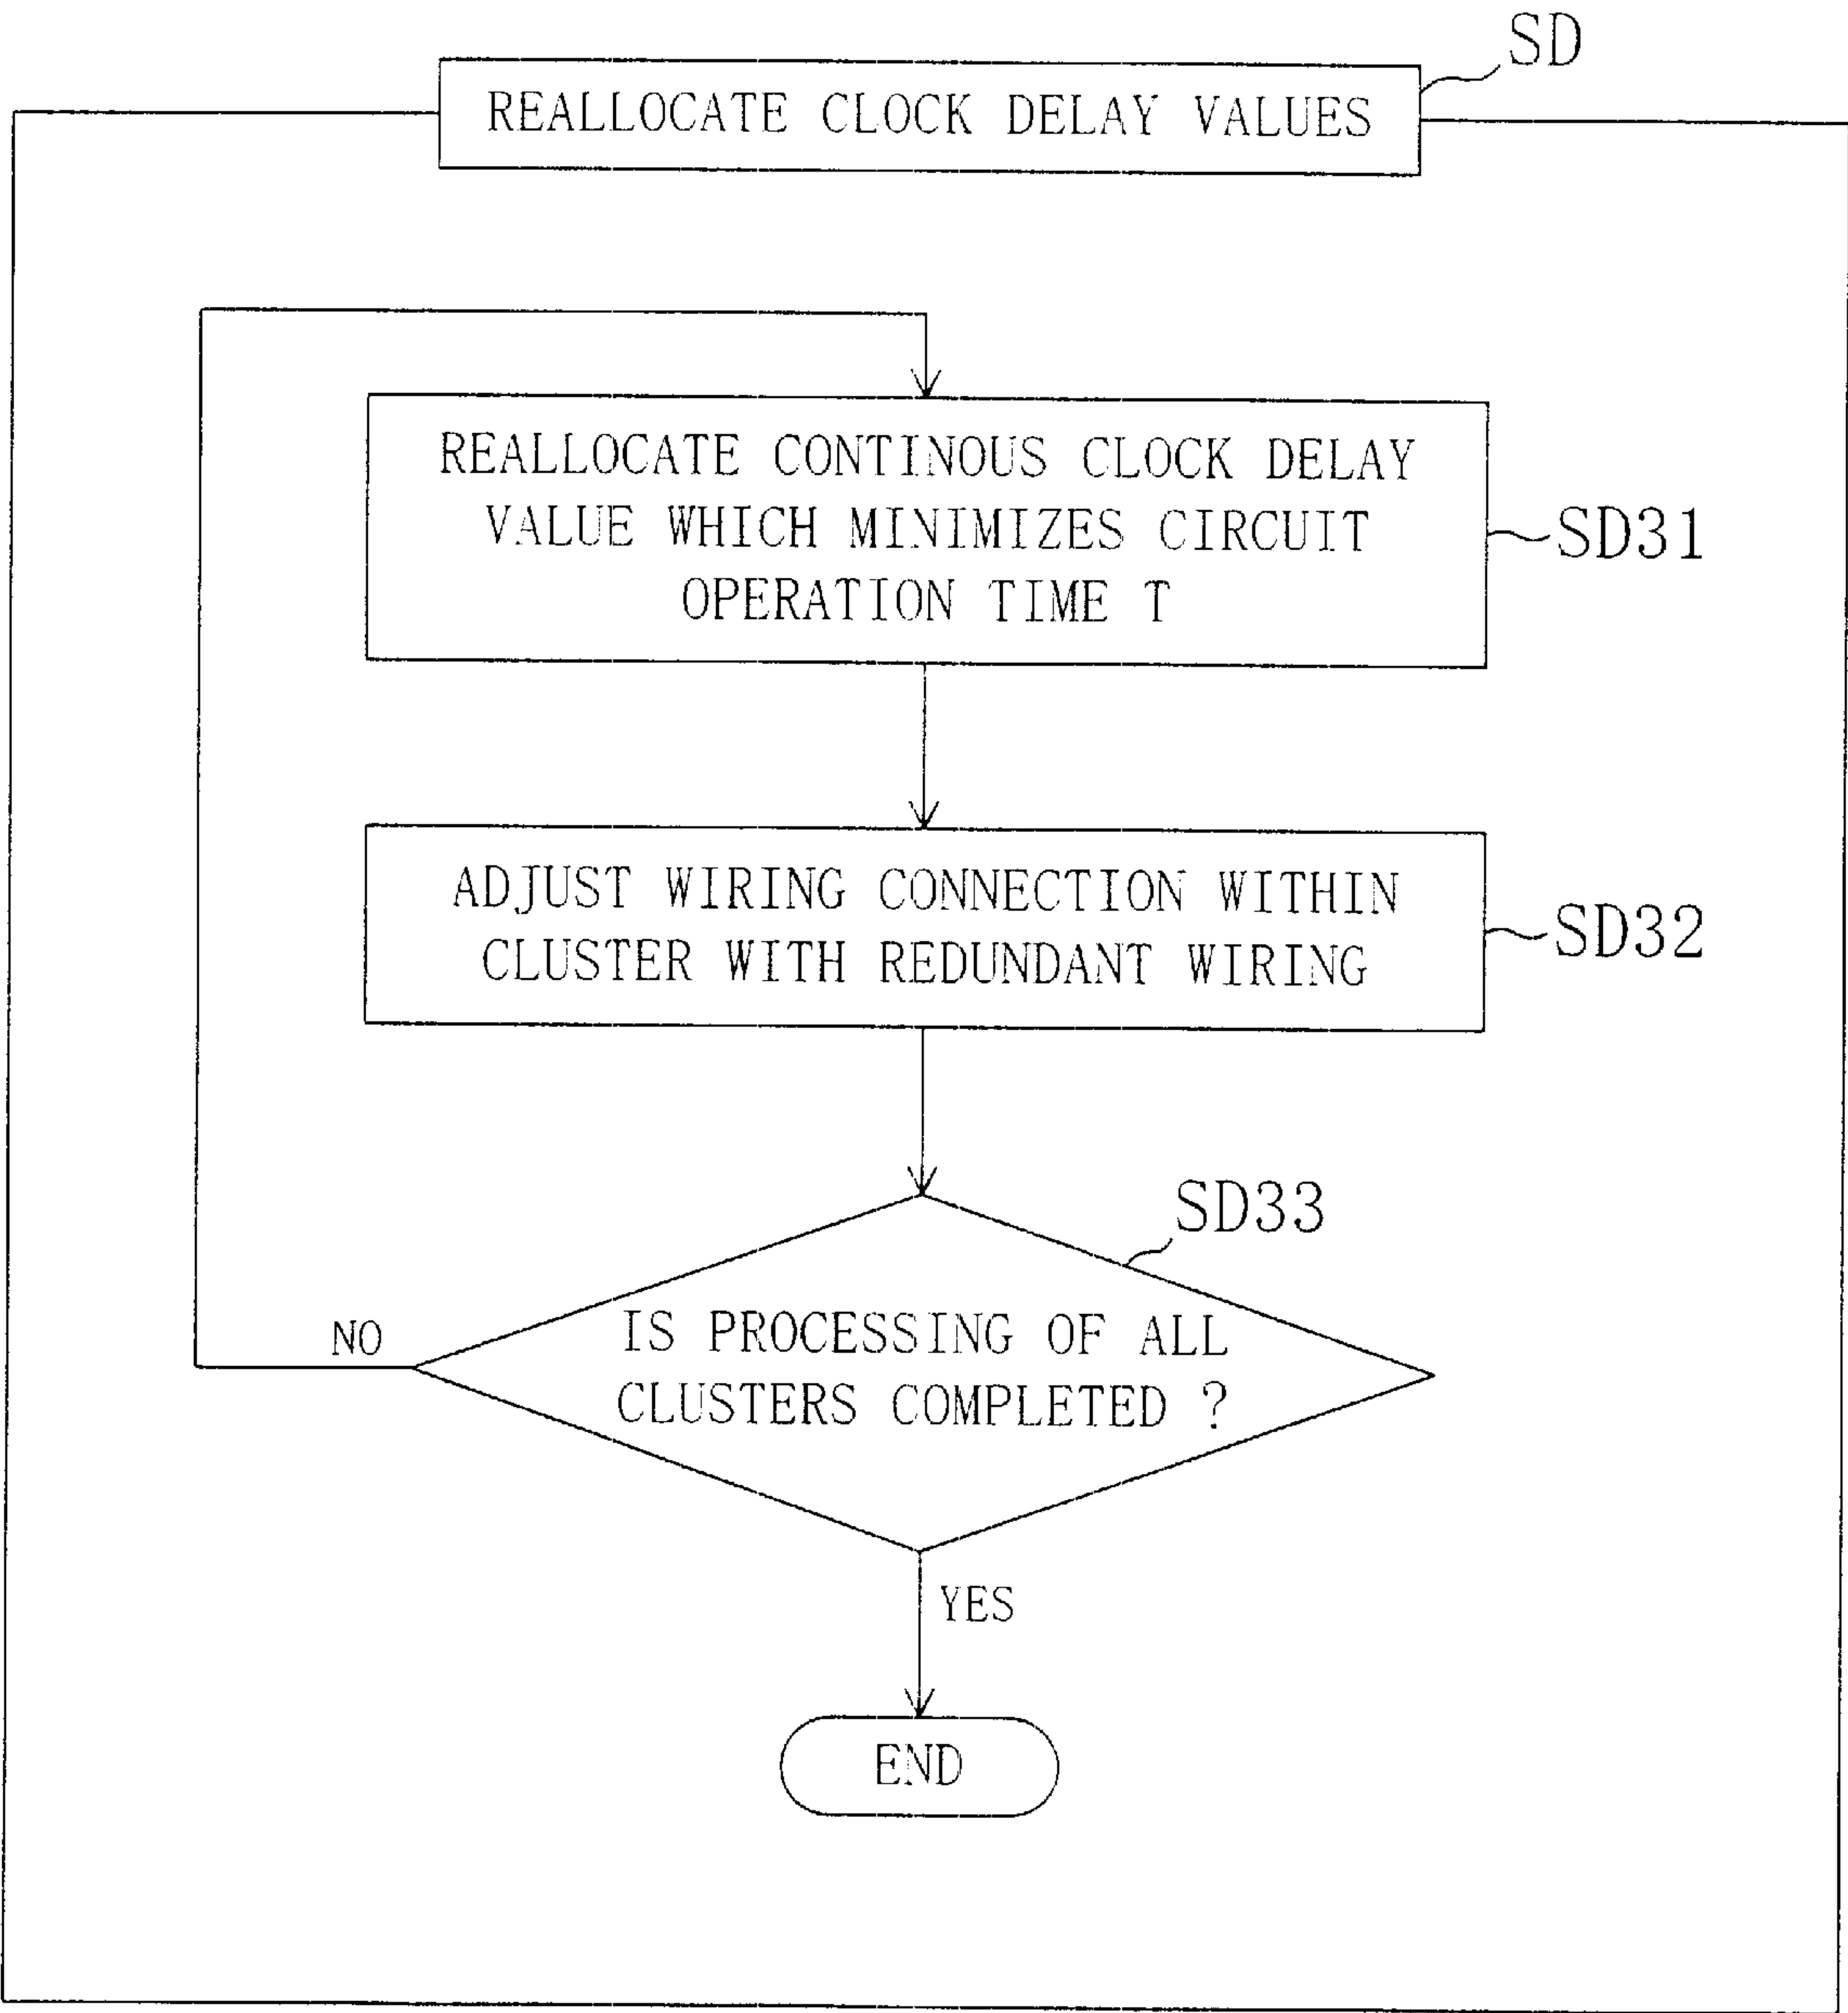 SD
REALLOCATE CLOCK DELAY VALUES
REALLOCATE CONTINOUS CLOCK DELAY
VALUE WHICH MINIMIZES CIRCUIT
OPERATION TIME T
SD31
ADJUST WIRING CONNECTION WITHIN
CLUSTER WITH REDUNDANT WIRING
SD32
SD33
IS PROCESSING OF ALL
CLUSTERS COMPLETED ?
NO
YES
END